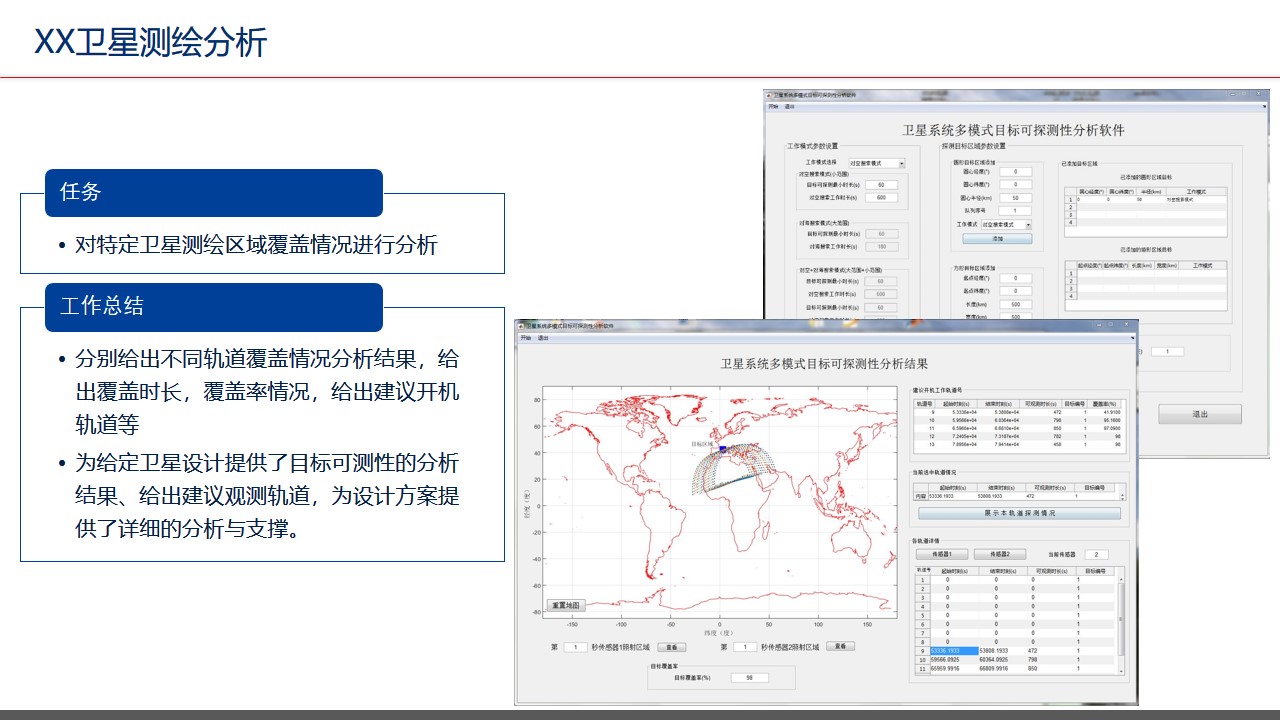 XX卫星测绘分析
任务
• 对特定卫星测绘区域覆盖情况进行分析
工作总结
• 分别给出不同轨道覆盖情况分析结果，给
出覆盖时长，覆盖率情况，给出建议开机
轨道等
• 为给定卫星设计提供了目标可测性的分析
结果、给出建议观测轨道，为设计方案提
供了详细的分析与支撑。
卫星系统多模式目标可探测性分析软件
开始 退出
卫星系统多模式目标可探测性分析软件
工作模式参数设置
工作模式选择 对空搜索模式
对空搜索模式(小范围)
目标可探测最小时长(s) 60
对空搜索工作时长(s) 600
对海搜索模式(大范围)
目标可探测最小时长(s) 60
对海搜索工作时长(s) 180
对空+对海搜索模式(大范围+小范围)
目标可探测最小时长(s) 60
对空搜索工作时长(s) 600
目标可探测最小时长(s) 60
探测目标区域参数设置
圆形目标区域添加
圆心经度(°) 0
圆心纬度(°) 0
圆心半径(km) 50
队列序号 1
工作模式 对空搜索模式
添加
方形目标区域添加
起点经度(°) 0
起点纬度(°) 0
长度(km) 500
宽度(km) 500
已添加目标区域
已添加的圆形区域目标
圆心经度(°) 圆心纬度(°) 半径(km) 工作模式
1 0 0 50 对空搜索模式
2
3
4
已添加的矩形区域目标
起点经度(°) 起点纬度(°) 长度(km) 宽度(km) 工作模式
1
2
3
4
1
退出
卫星系统多模式目标可探测性分析软件
开始 退出
卫星系统多模式目标可探测性分析结果
80
60
40
20
0
-20
-40
-60
-80
经度（度）
目标区域
重置地图
-150 -100 -50 0 50 100 150
纬度（度）
第 1 秒传感器1照射区域 查看
第 1 秒传感器2照射区域 查看
目标覆盖率
目标覆盖率(%) 98
建议开机工作轨道号
轨道号 起始时刻(s) 结束时刻(s) 可观测时长(s) 目标编号 覆盖率(%)
9 5.3336e+04 5.3808e+04 472 1 41.8100
10 5.9566e+04 6.0364e+04 798 1 95.1600
11 6.5960e+04 6.6810e+04 850 1 97.0900
12 7.2405e+04 7.3187e+04 782 1 98
13 7.8956e+04 7.9414e+04 458 1 98
当前选中轨道情况
起始时刻(s) 结束时刻(s) 可观测时长(s) 目标编号
内容 53336.1933 53808.1933 472 1
展示本轨道探测情况
各轨道详情
传感器1 传感器2 当前传感器 2
轨道号 起始时刻(s) 结束时刻(s) 可观测时长(s) 目标编号
1 0 0 0 1
2 0 0 0 1
3 0 0 0 1
4 0 0 0 1
5 0 0 0 1
6 0 0 0 1
7 0 0 0 1
8 0 0 0 1
9 53336.1933 53808.1933 472 1
10 59566.0925 60364.0925 798 1
11 65959.9916 66809.9916 850 1